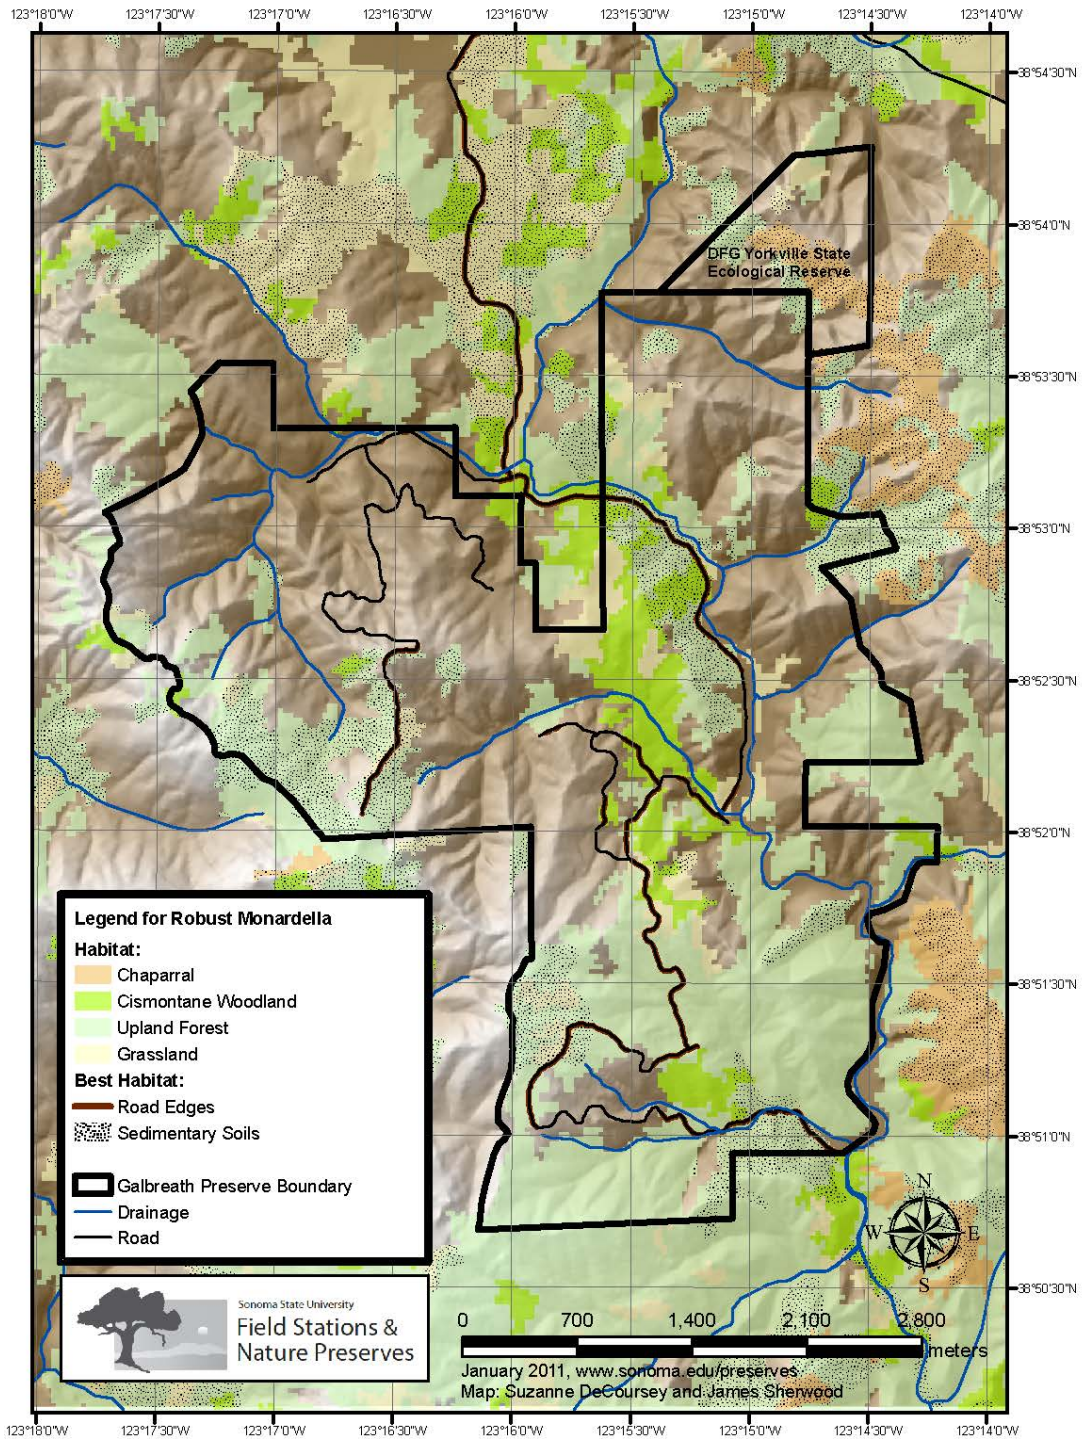 123°18'0"W 123°17'30"W 123°17'0"W 123°16'30"W 123°16'0"W 123°15'30"W 123°15'0"W 123°14'30"W 123°14'0"W
38°54'30"N
38°54'0"N
DFG Yorkville State
Ecological Reserve
38°53'30"N
38°53'0"N
38°52'30"N
38°52'0"N
Legend for Robust Monardella
Habitat:
Chaparral
Cismontane Woodland
Upland Forest
Grassland
Best Habitat:
Road Edges
Sedimentary Soils
Galbreath Preserve Boundary
Drainage
Road
38°51'30"N
38°51'0"N
N
W E
S
38°50'30"N
Sonoma State University
Field Stations &
Nature Preserves
0 700 1,400 2,100 2,800
meters
January 2011, www.sonoma.edu/preserves
Map: Suzanne DeCoursey and James Sherwood
123°18'0"W 123°17'30"W 123°17'0"W 123°16'30"W 123°16'0"W 123°15'30"W 123°15'0"W 123°14'30"W 123°14'0"W